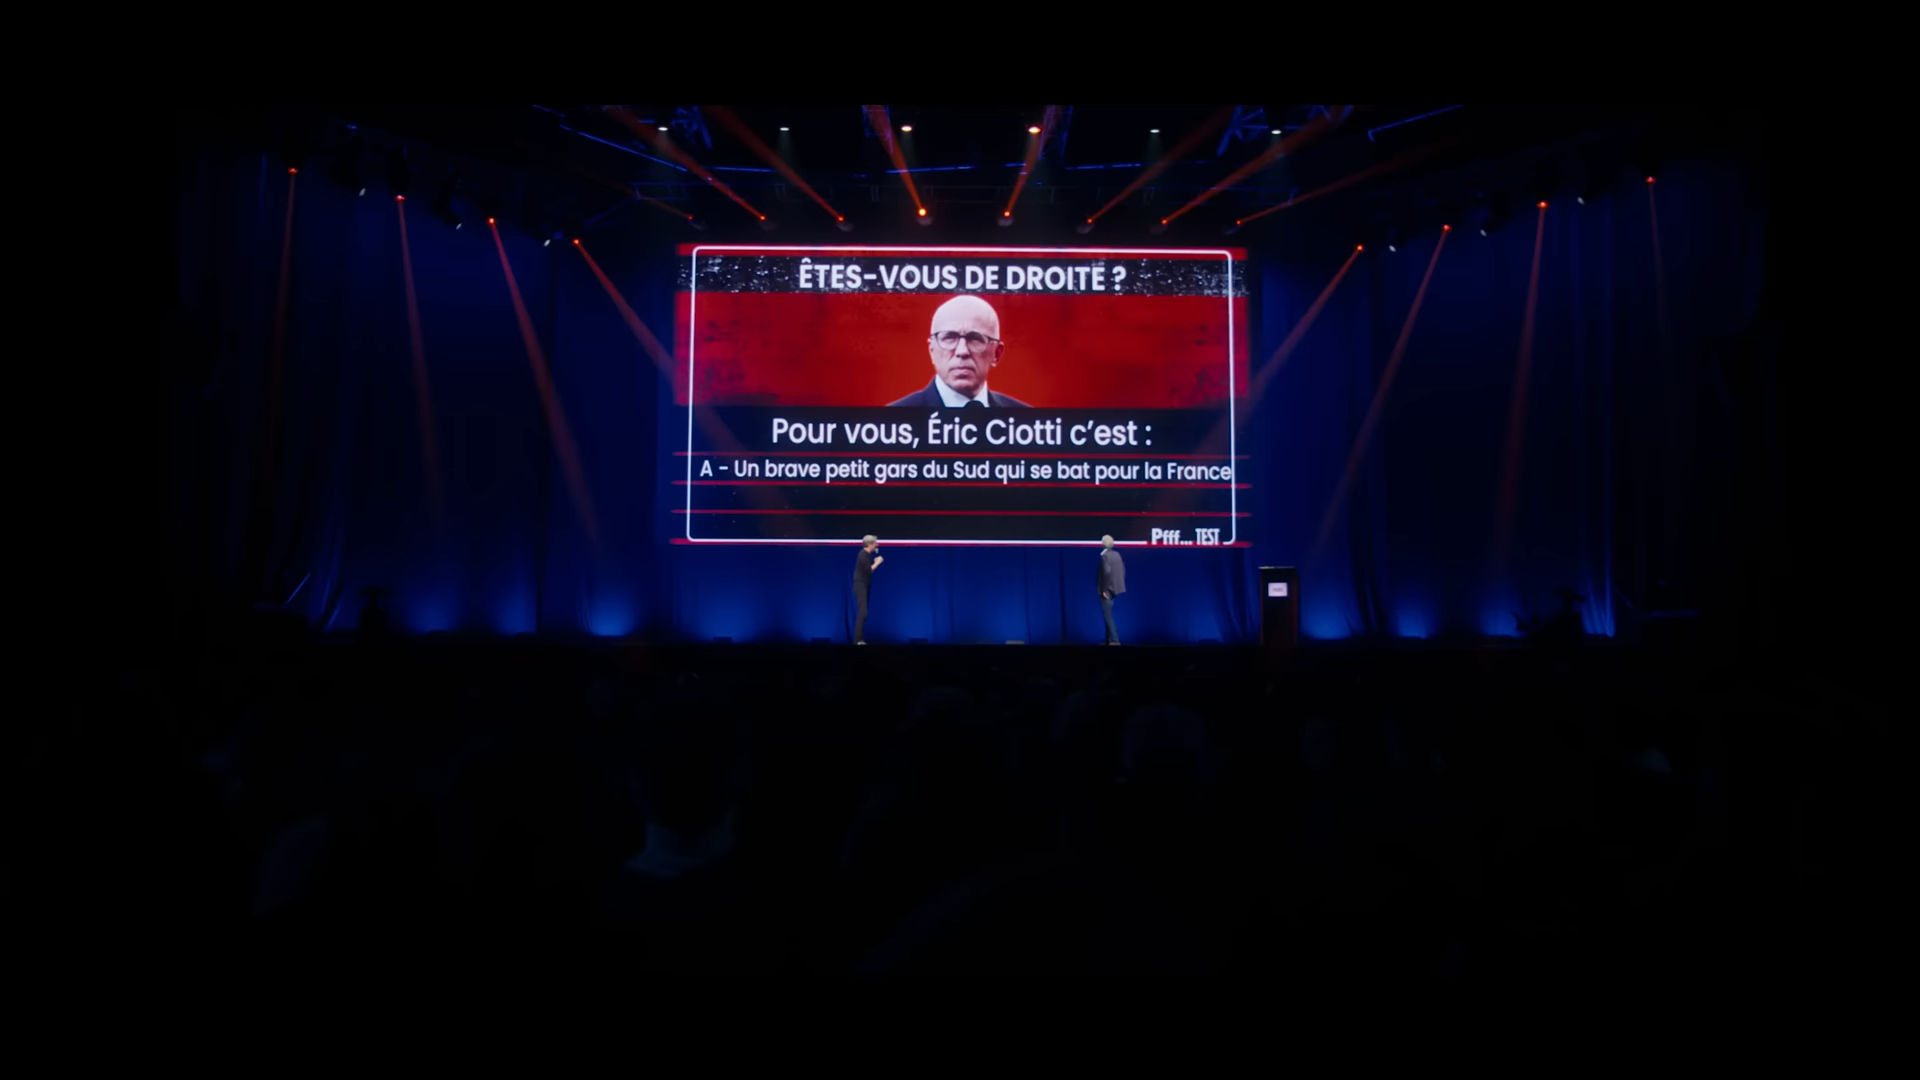 ÊTES-VOUS DE DROITE ?
Pour vous, Éric Ciotti c'est :
A - Un brave petit gars du Sud qui se bat pour la France
Pfff... TEST